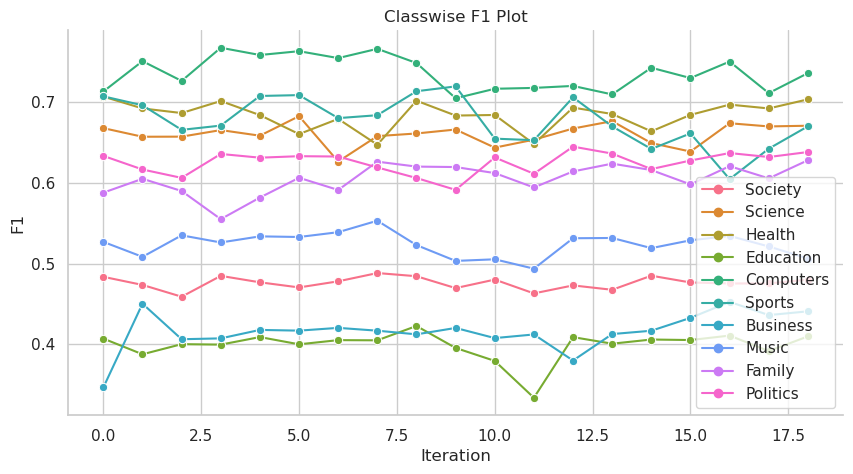 Classwise F1 Plot
F1
0.7
0.6
0.5
0.4
Society
Science
Health
Education
Computers
Sports
Business
Music
Family
Politics
0.0 2.5 5.0 7.5 10.0 12.5 15.0 17.5
Iteration